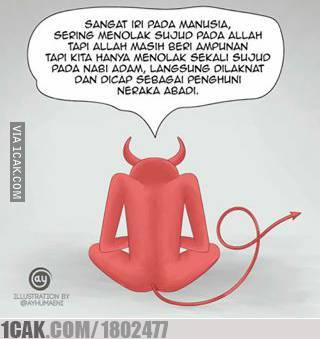 SANGAT IRI PADA MANUSIA,
SERING MENOLAK SUJUD PADA ALLAH
TAPI ALLAH MASIH BERI AMPUNAN
TAPI KITA HANYA MENOLAK SEKALI SUJUD
PADA NABI ADAM, LANGSUNG DILAKNAT
DAN DICAP SEBAGAI PENGHUNI
NERAKA ABADI.
VIA 1CAK.COM
ay
ILLUSTRATION BY
@AYHUMAENI
1CAK.COM/1802477